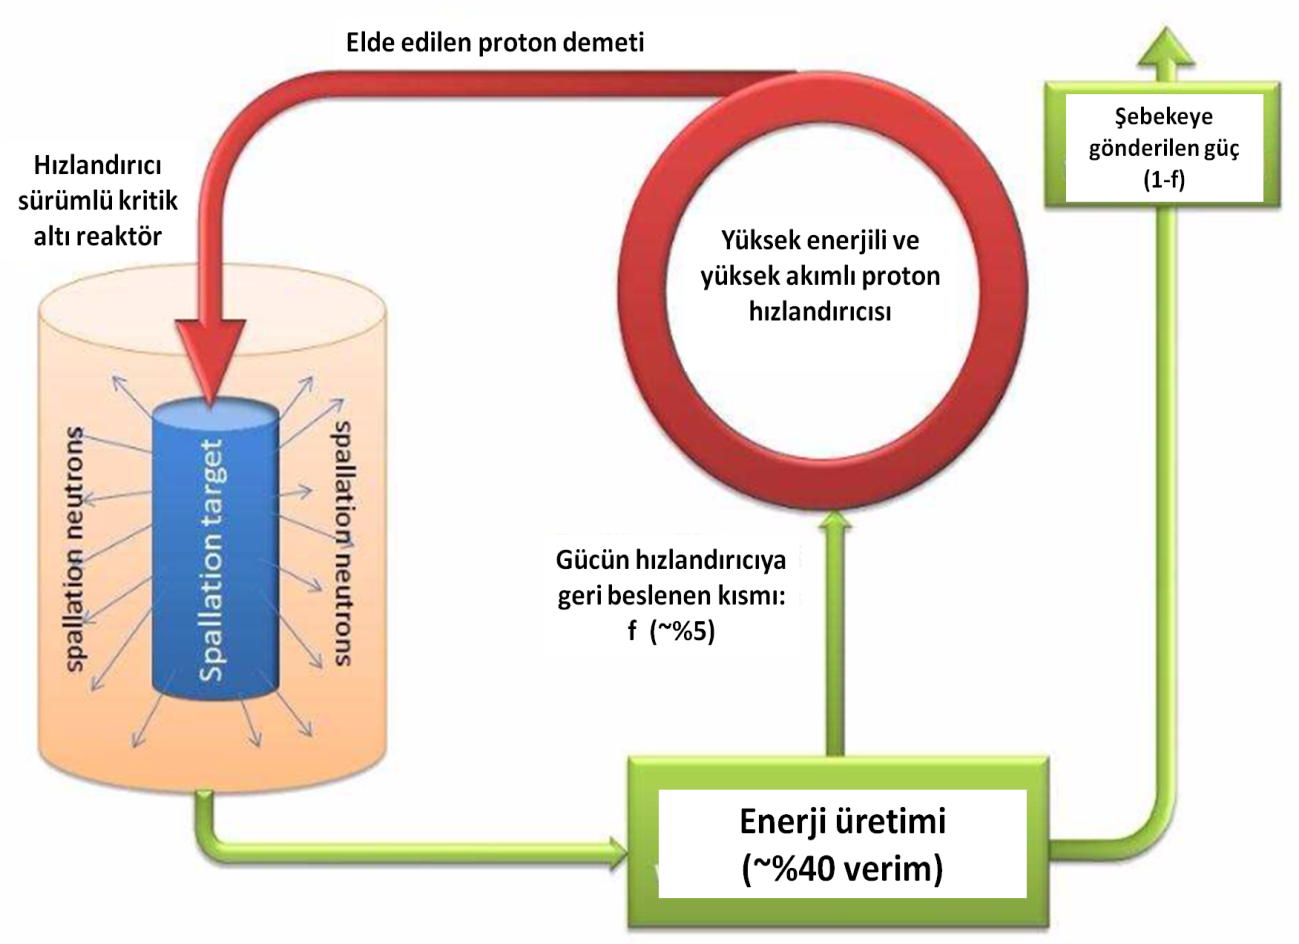 Elde edilen proton demeti
Şebekeye
gönderilen güç
(1-f)
Hızlandırıcı
sürümlü kritik
altı reaktör
Yüksek enerjili ve
yüksek akımlı proton
hızlandırıcısı
spallation neutrons
Spallation target
spallation neutrons
Gücün hızlandırıcıya
geri beslenen kısmı:
f (~%5)
Enerji üretimi
(~%40 verim)